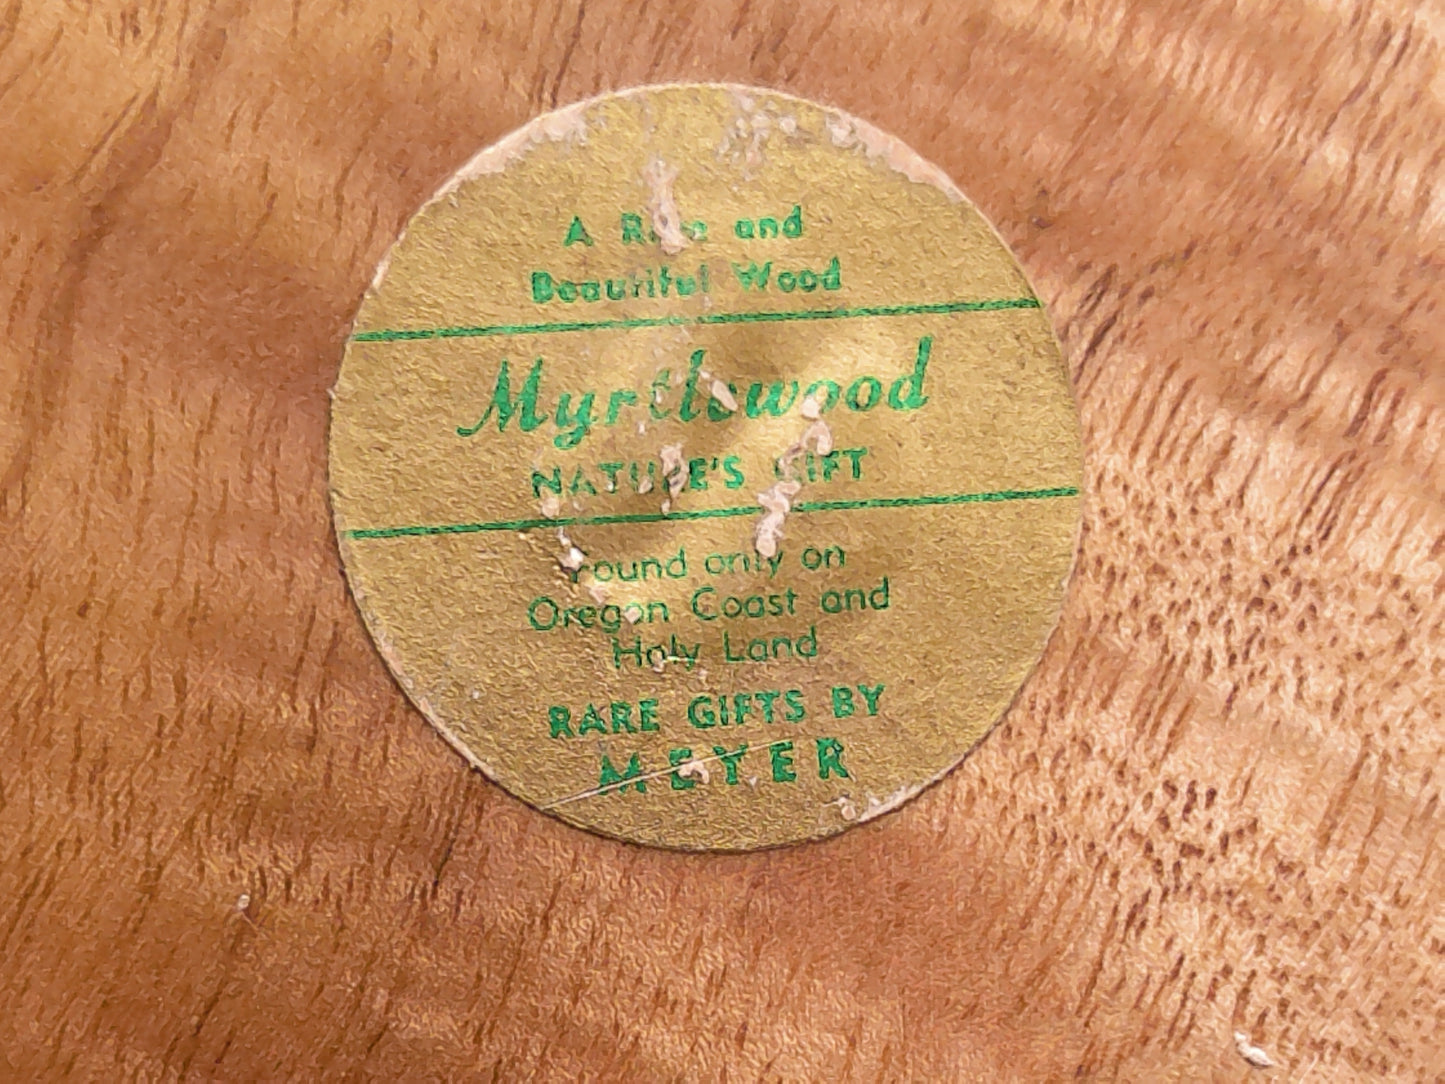 A Rare and
Beautiful Wood
Myrtlewood
NATURE'S GIFT
Found only on
Oregon Coast and
Holy Land
RARE GIFTS BY
MEYER